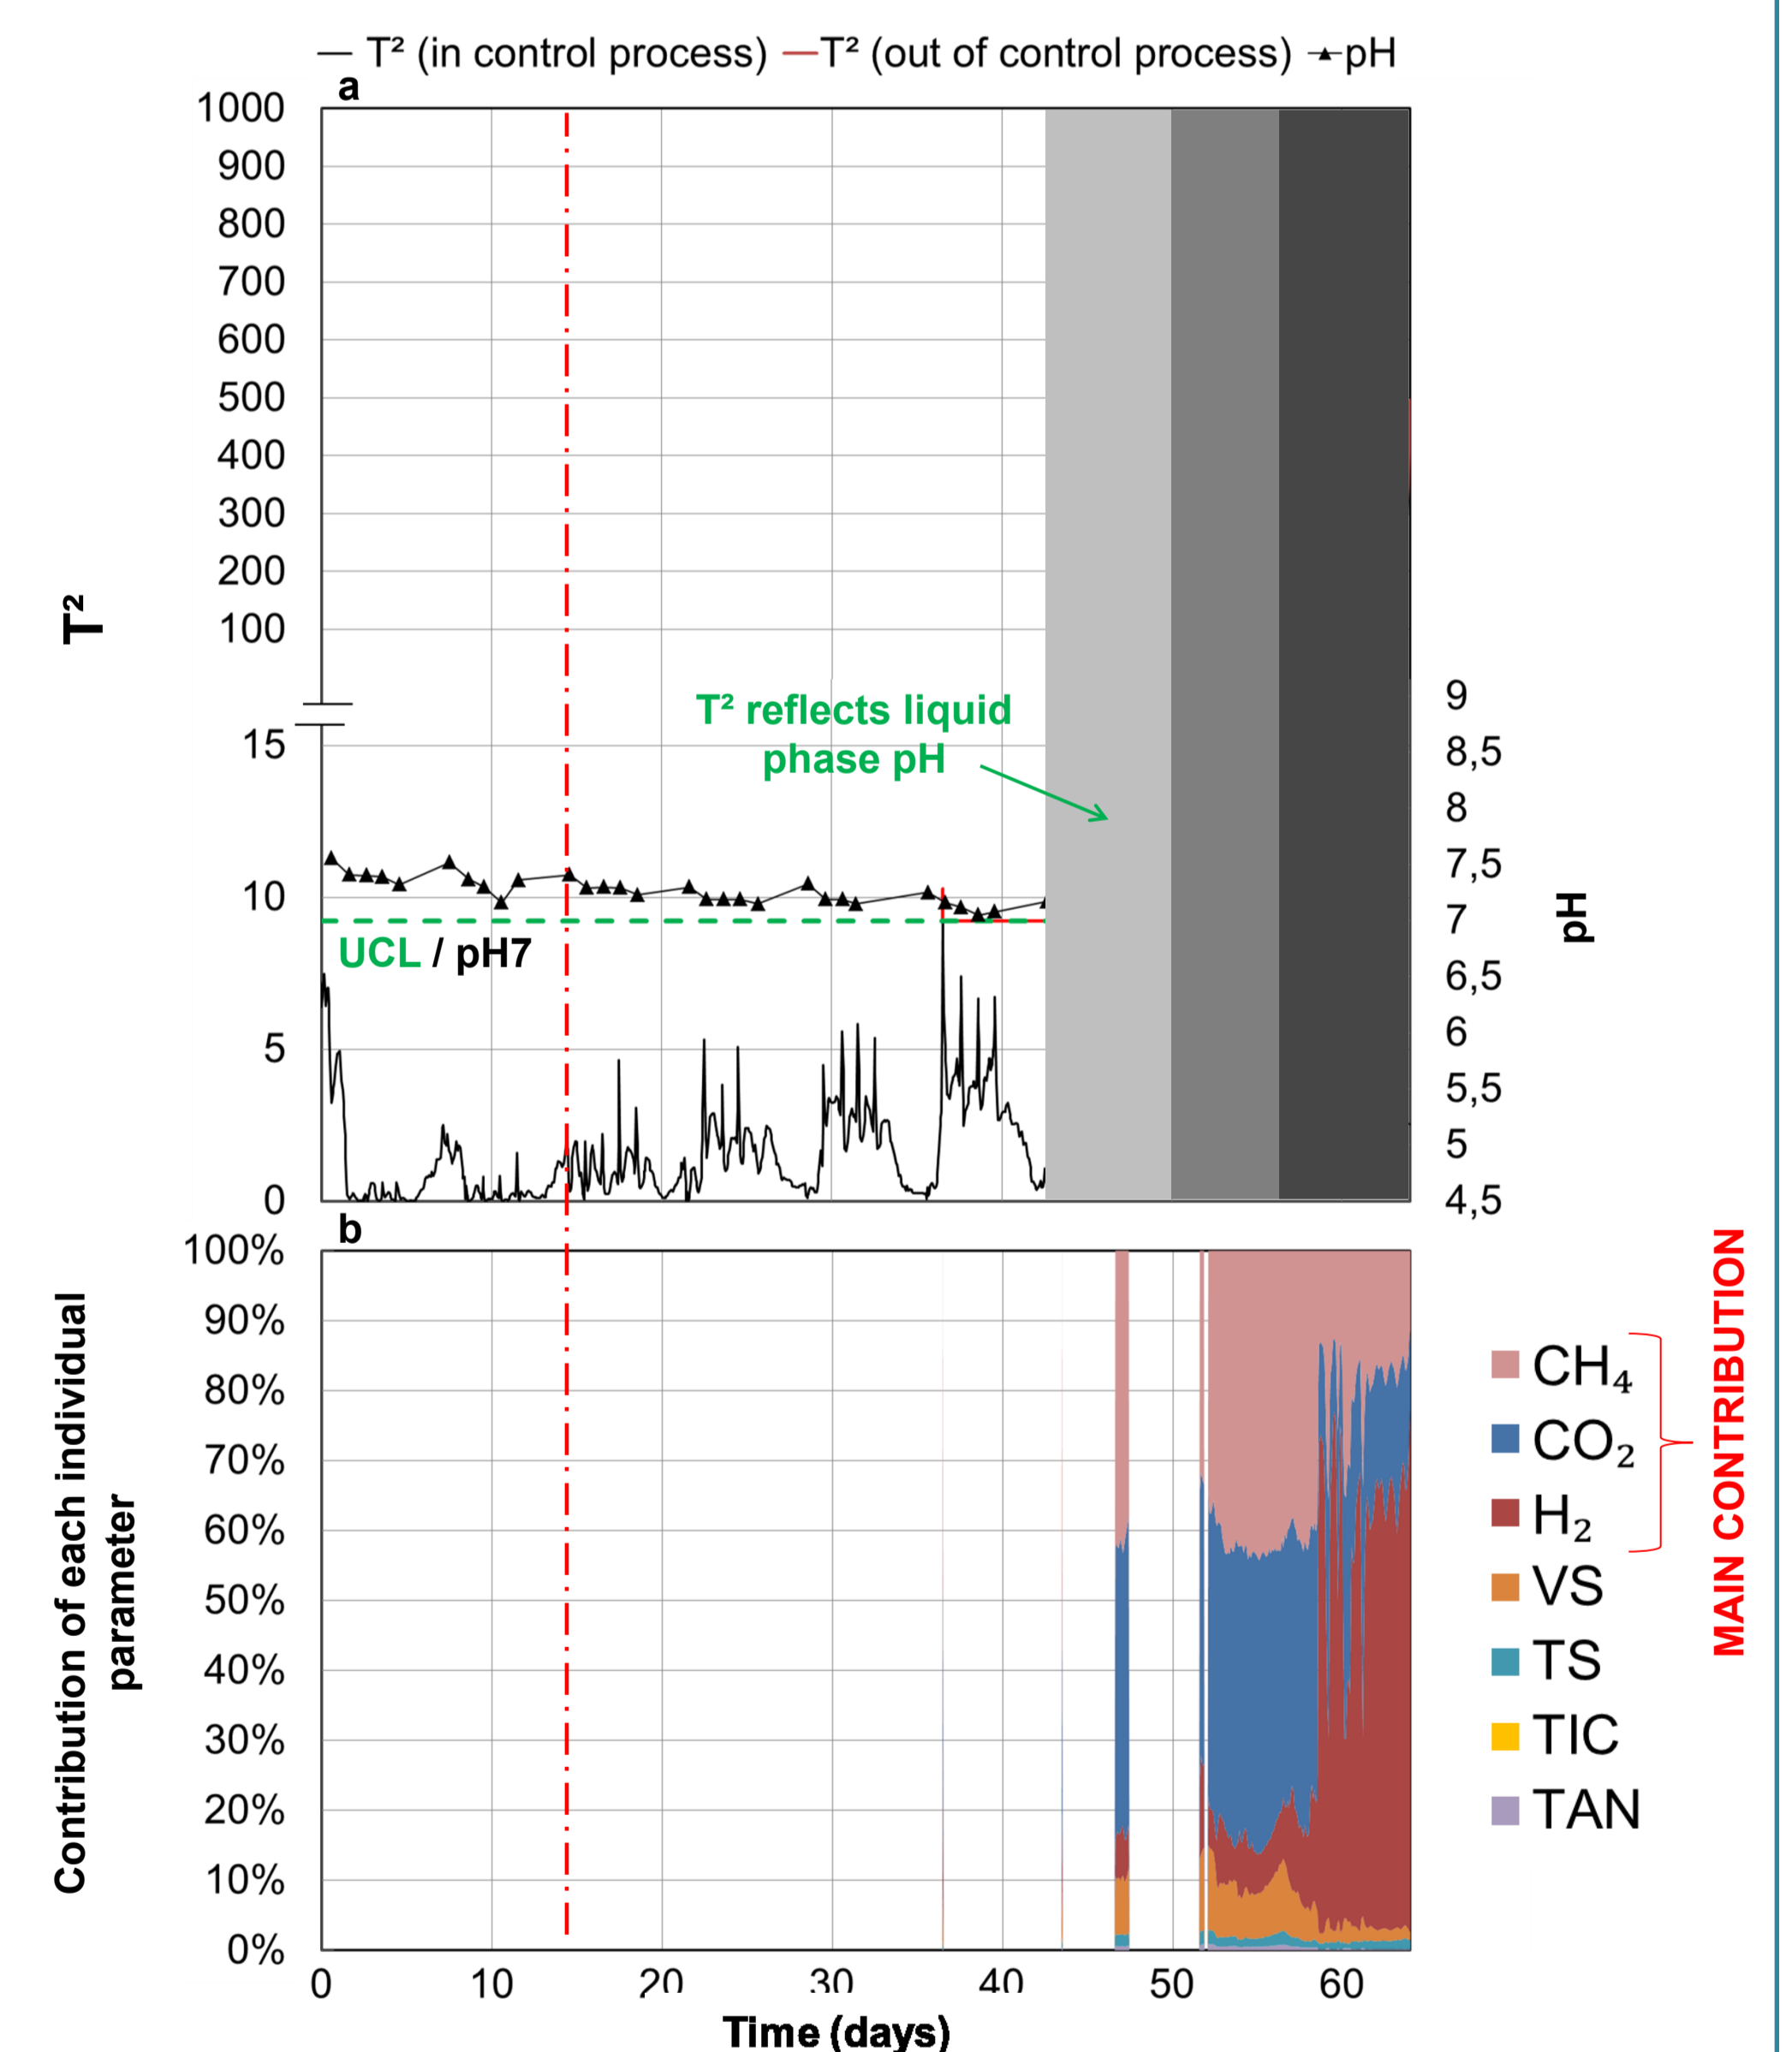 T² (in control process) T² (out of control process) pH
a
1000
900
800
700
600
500
400
300
200
100
15
10
5
0
T²
T² reflects liquid
phase pH
UCL / pH7
9
8,5
8
7,5
7
6,5
6
5,5
5
4,5
pH
b
100%
90%
80%
70%
60%
50%
40%
30%
20%
10%
0%
Contribution of each individual
parameter
0 10 20 30 40 50 60
Time (days)
CH₄
CO₂
H₂
VS
TS
TIC
TAN
MAIN CONTRIBUTION